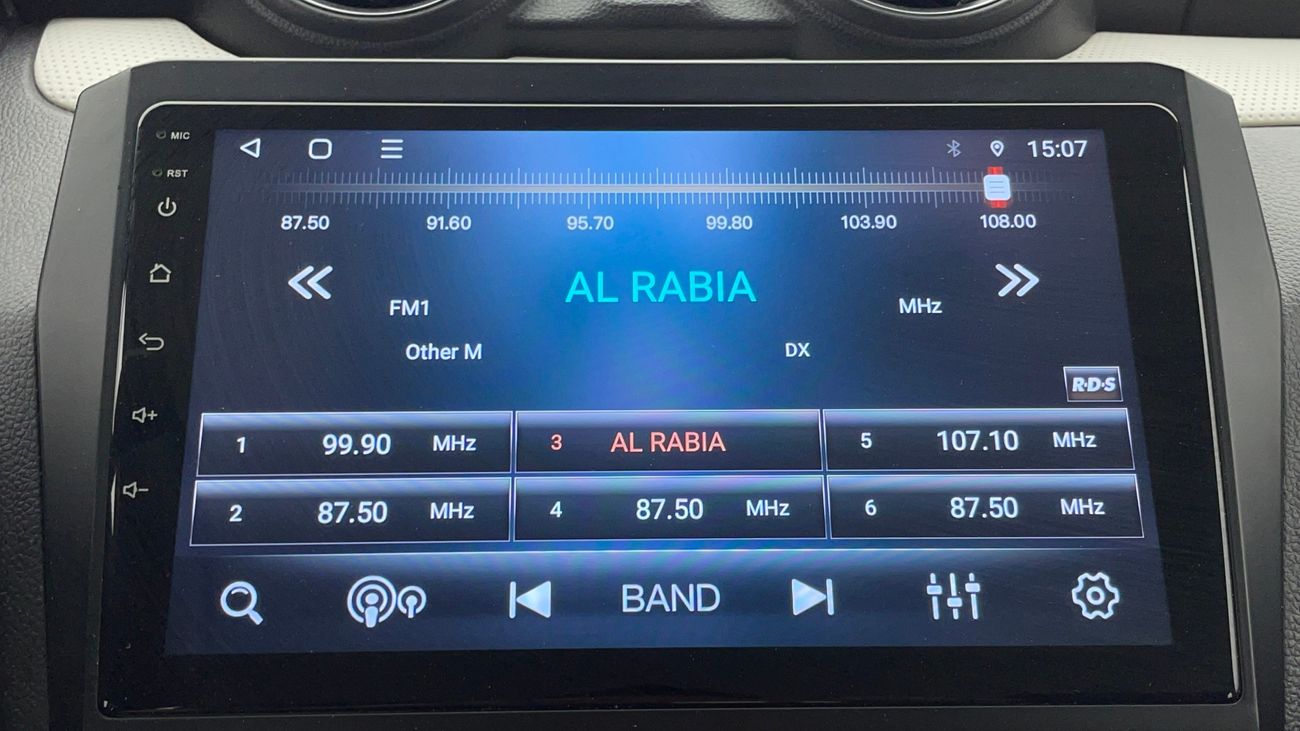 MIC
RST
15:07
87.50 91.60 95.70 99.80 103.90 108.00
AL RABIA
FM1 MHz
Other M DX
R·D·S
1 99.90 MHz 3 AL RABIA 5 107.10 MHz
2 87.50 MHz 4 87.50 MHz 6 87.50 MHz
BAND